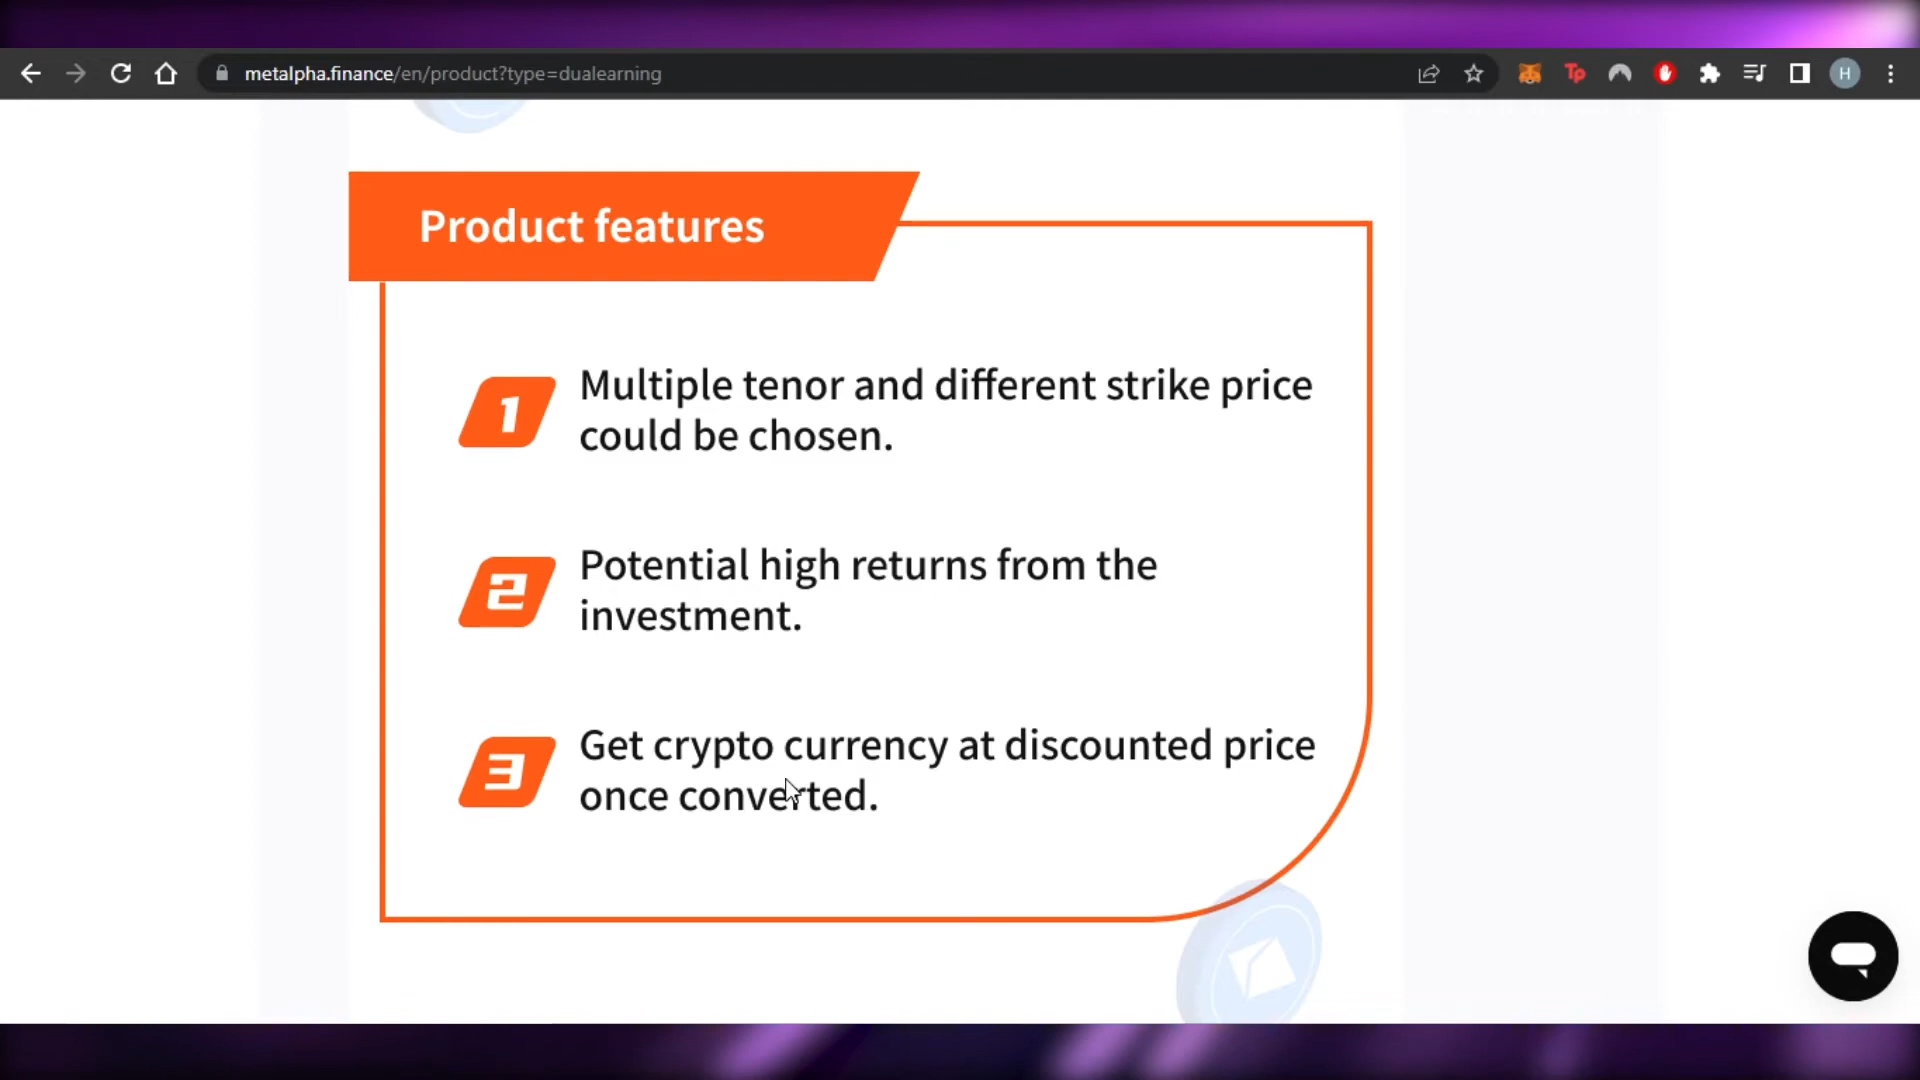 metalpha.finance/en/product?type=dualearning
Tp
H
Product features
1
Multiple tenor and different strike price
could be chosen.
2
Potential high returns from the
investment.
3
Get crypto currency at discounted price
once converted.